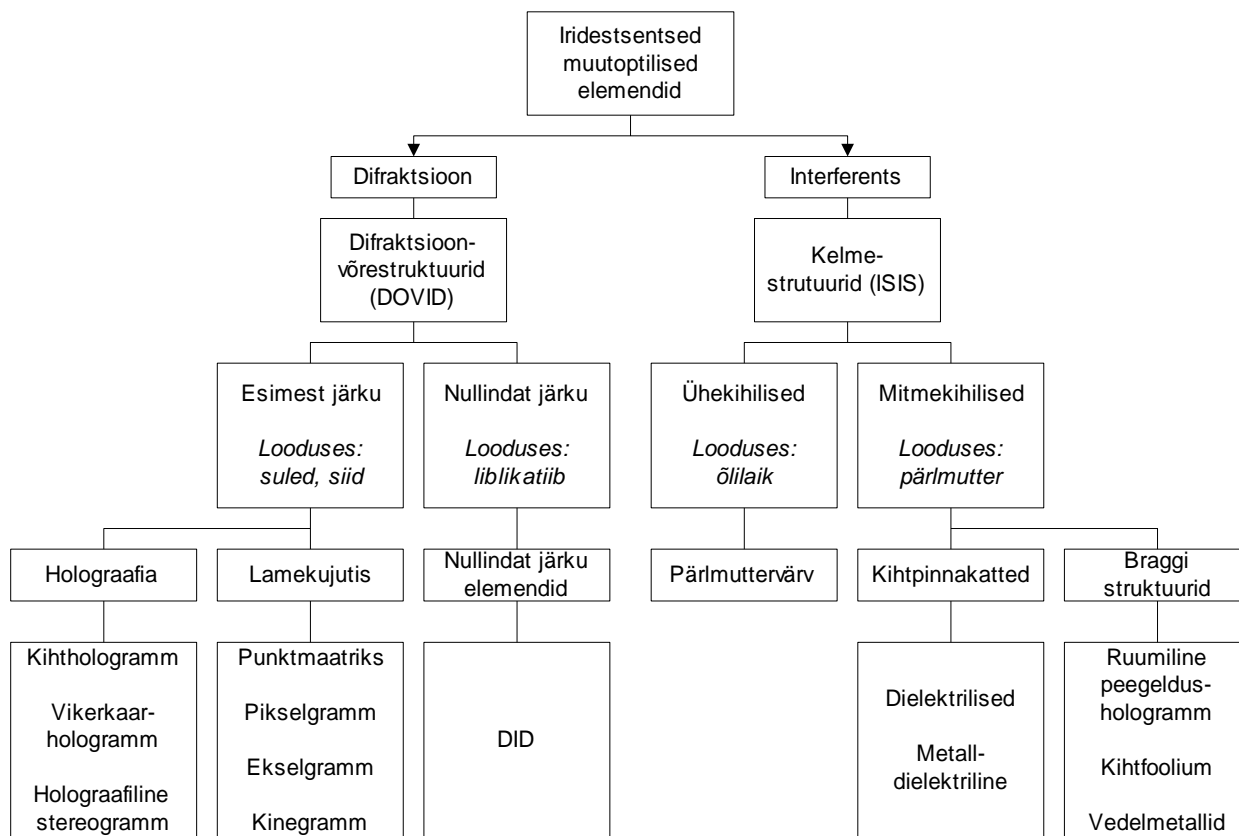 Iridestsentsed
muutoptilised
elemendid
Difraktsioon
Interferents
Difraktsioon-
võrestruktuurid
(DOVID)
Kelme-
strutuurid (ISIS)
Esimest järku
Looduses:
suled, siid
Nullindat järku
Looduses:
liblikatiib
Ühekihilised
Looduses:
õlilaik
Mitmekihilised
Looduses:
pärlmutter
Holograafia
Lamekujutis
Nullindat järku
elemendid
Pärlmuttervärv
Kihtpinnakatted
Braggi
struktuurid
Kihthologramm
Vikerkaar-
hologramm
Holograafiline
stereogramm
Punktmaatriks
Pikselgramm
Ekselgramm
Kinegramm
DID
Dielektrilised
Metall-
dielektriline
Ruumiline
peegeldus-
hologramm
Kihtfoolium
Vedelmetallid